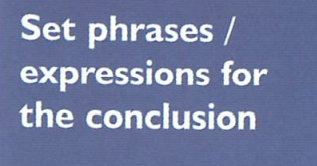 Set phrases /
expressions for
the conclusion